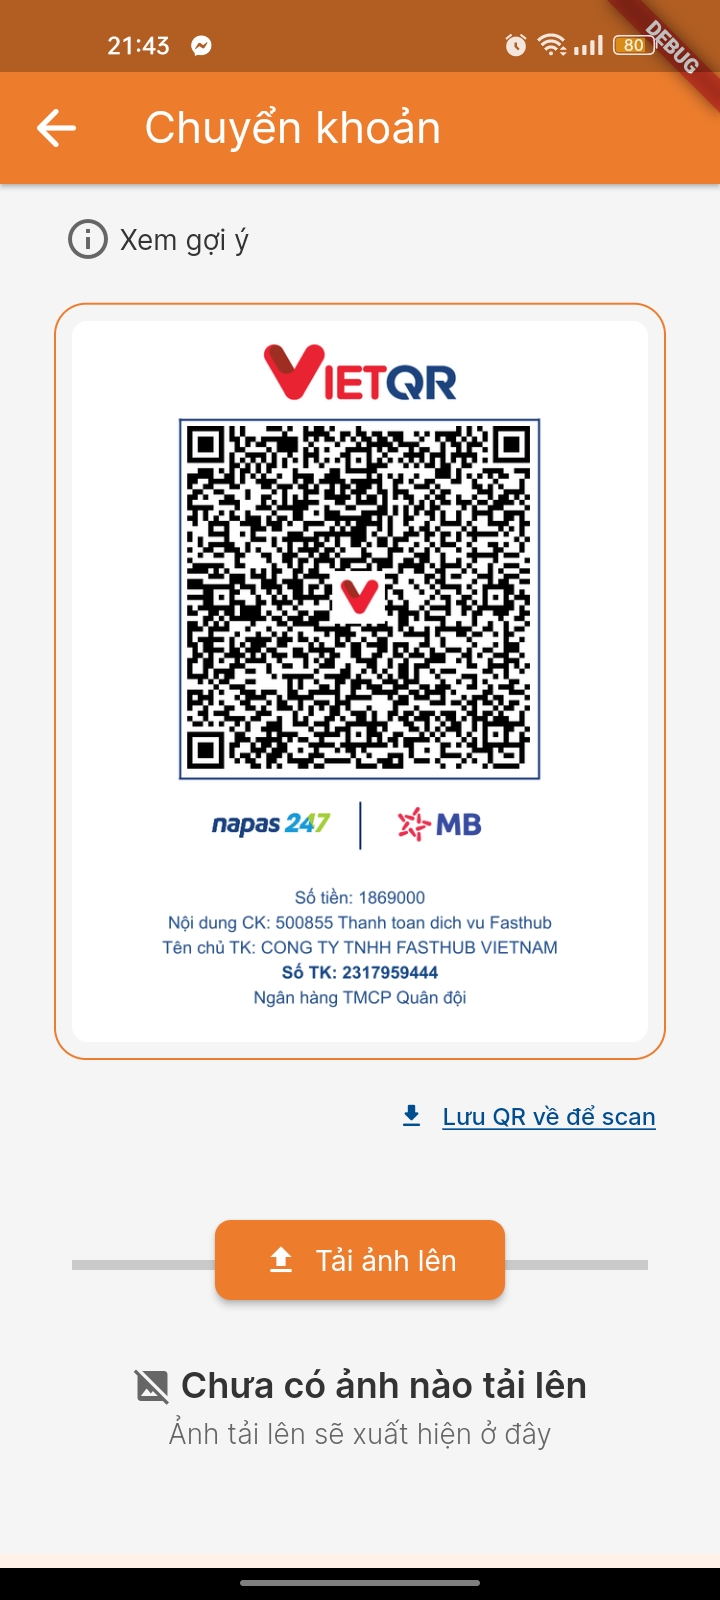 21:43
80
DEBUG
Chuyển khoản
Xem gợi ý
VIETQR
napas 247
MB
Số tiền: 1869000
Nội dung CK: 500855 Thanh toan dich vu Fasthub
Tên chủ TK: CONG TY TNHH FASTHUB VIETNAM
Số TK: 2317959444
Ngân hàng TMCP Quân đội
Lưu QR về để scan
Tải ảnh lên
Chưa có ảnh nào tải lên
Ảnh tải lên sẽ xuất hiện ở đây